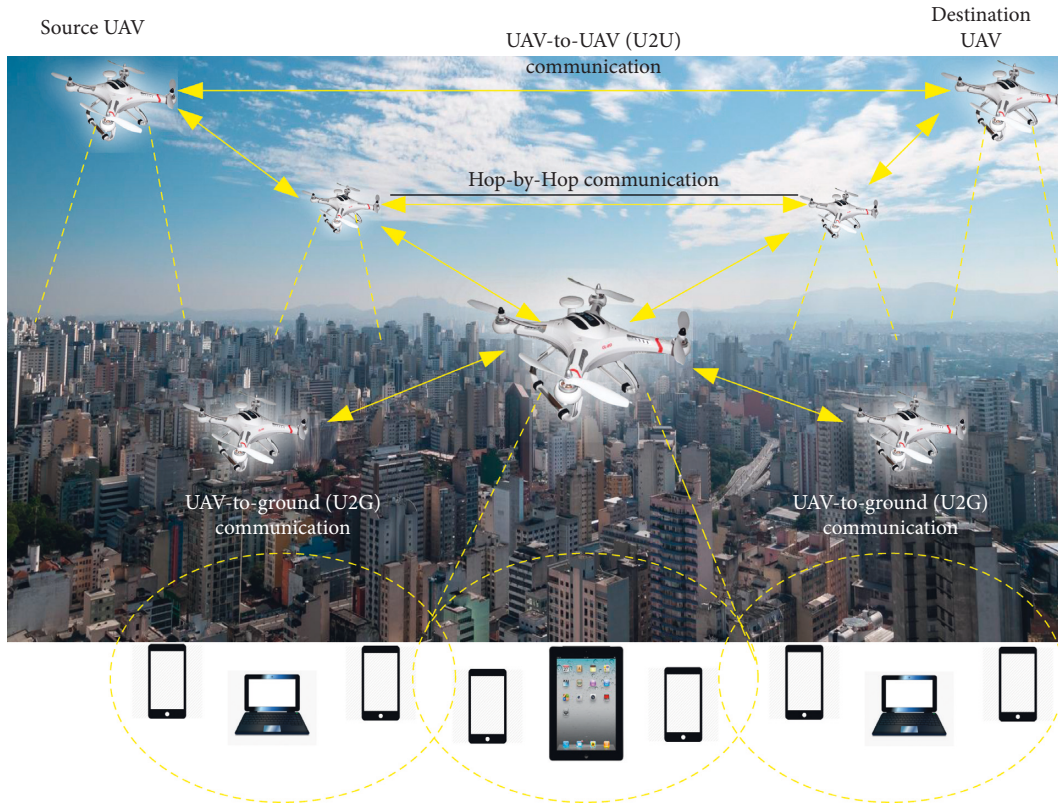 Source UAV
UAV-to-UAV (U2U)
communication
Destination
UAV
Hop-by-Hop communication
UAV-to-ground (U2G)
communication
UAV-to-ground (U2G)
communication